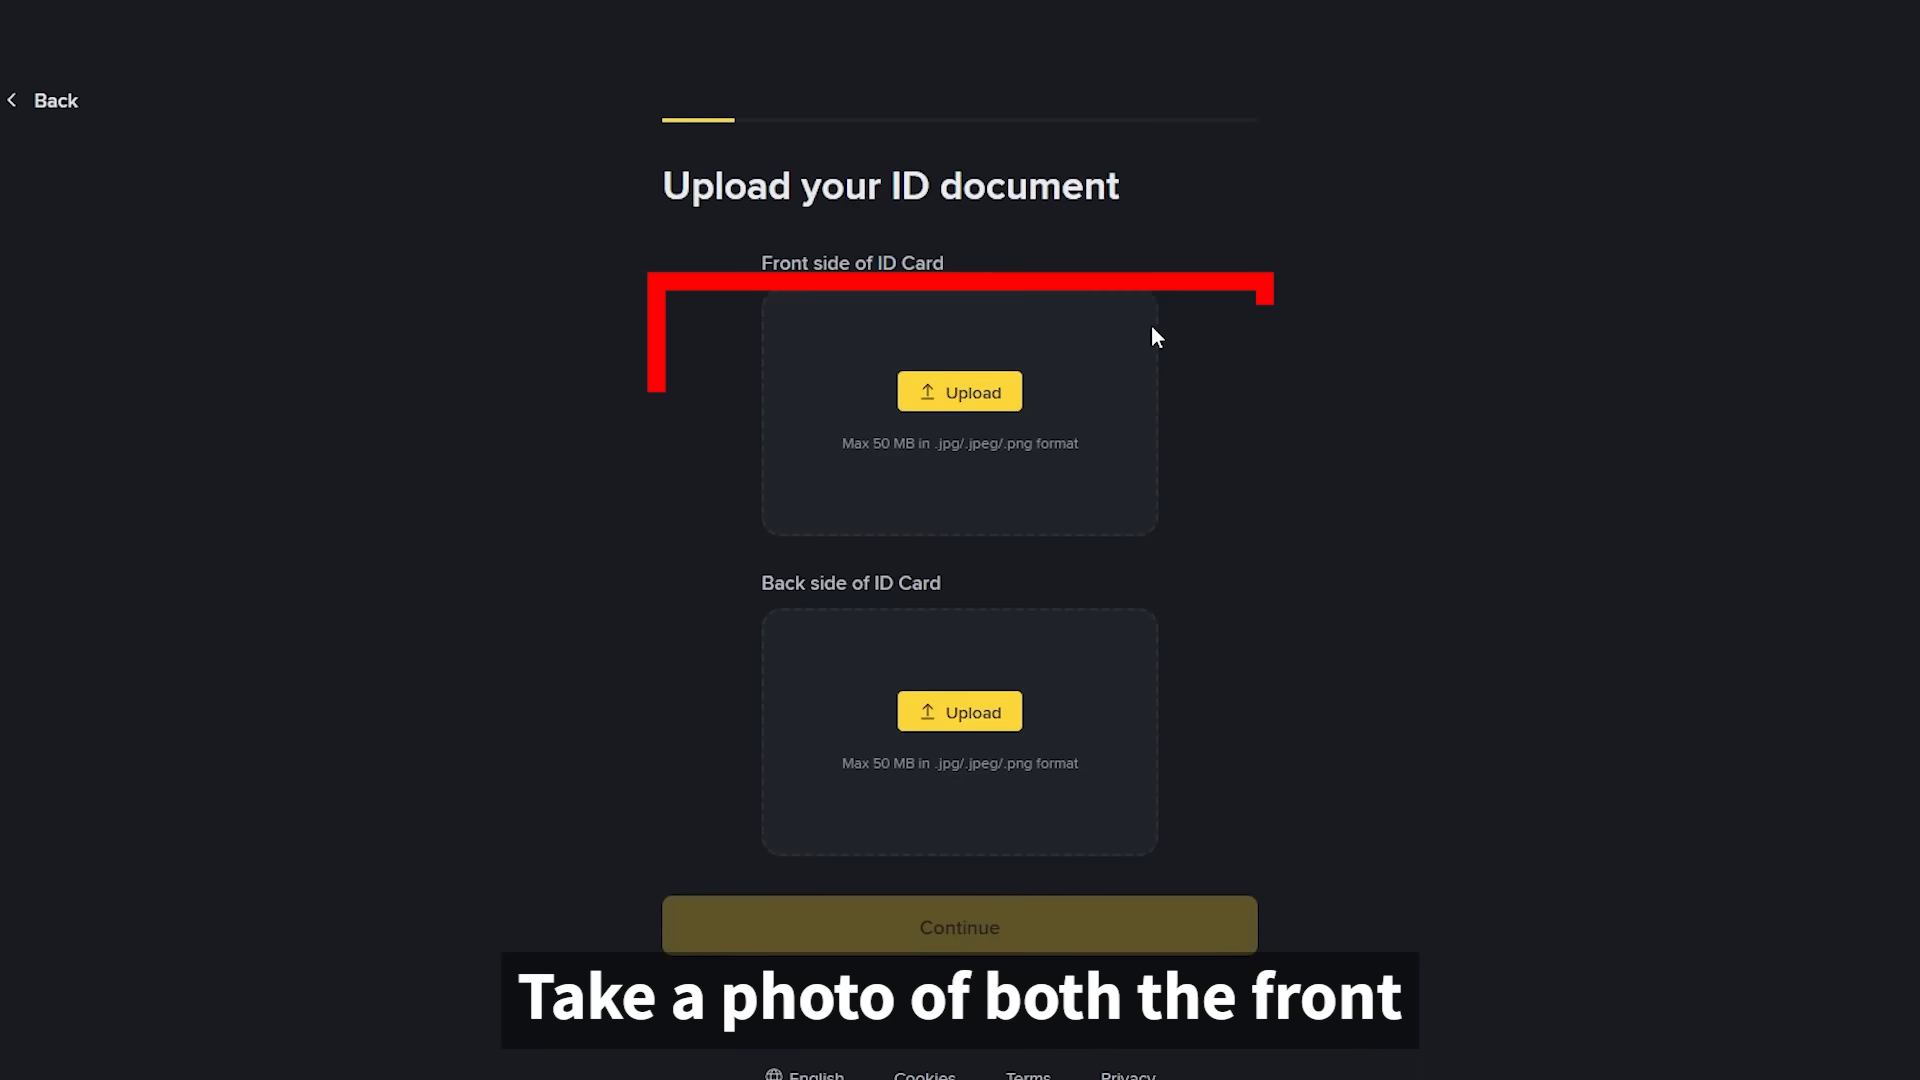 Back
Upload your ID document
Front side of ID Card
Upload
Max 50 MB in .jpg/.jpeg/.png format
Back side of ID Card
Upload
Max 50 MB in .jpg/.jpeg/.png format
Continue
Take a photo of both the front
English Cookies Terms Privacy